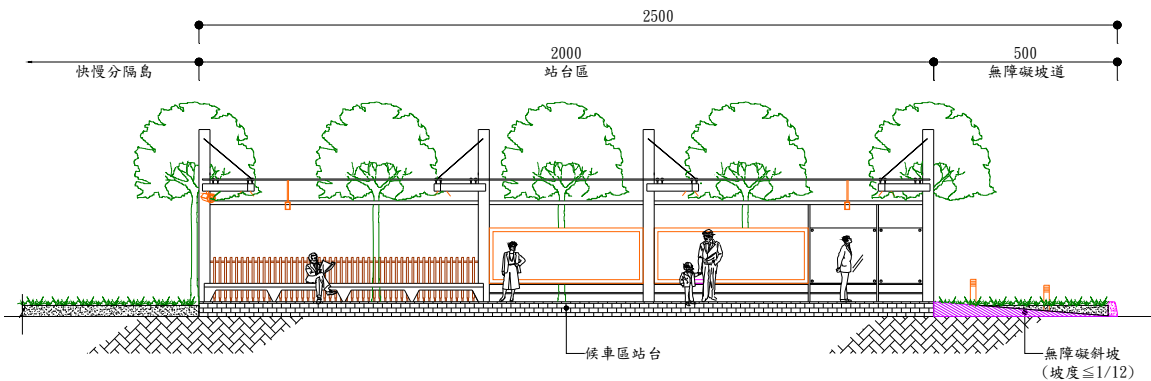 2500
2000
500
快慢分隔島
站台區
無障礙坡道
候車區站台
無障礙斜坡
(坡度≦1/12)